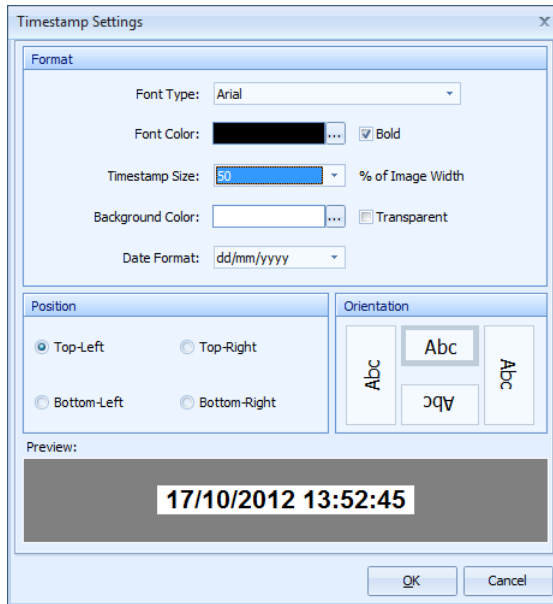 Timestamp Settings x
Format
Font Type: Arial
Font Color: ... Bold
Timestamp Size: 50 % of Image Width
Background Color: ... Transparent
Date Format: dd/mm/yyyy
Position
Top-Left Top-Right
Bottom-Left Bottom-Right
Orientation
Abc Abc Abc
Abc
Preview:
17/10/2012 13:52:45
OK Cancel